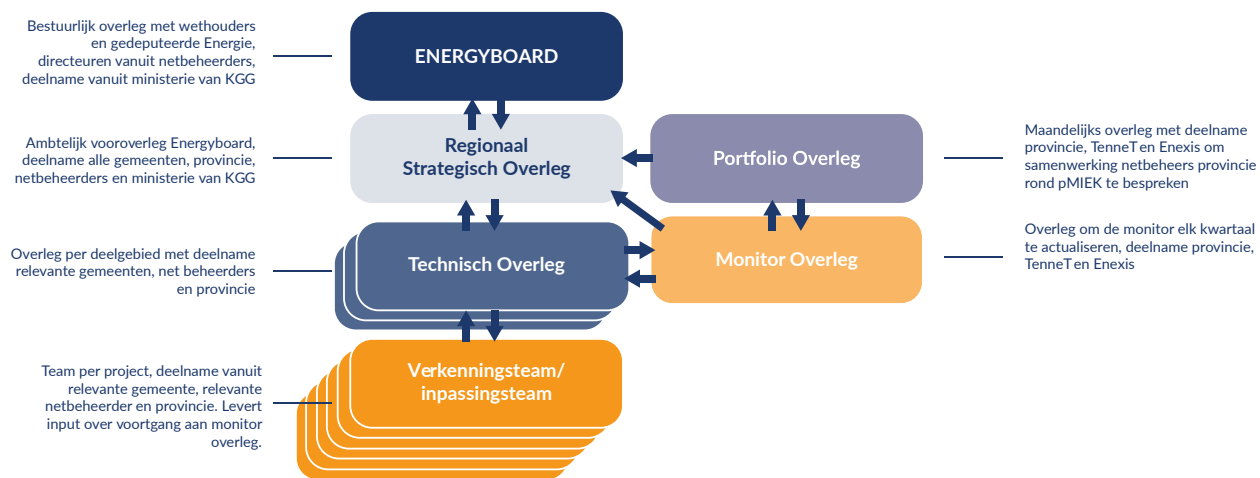 Bestuurlijk overleg met wethouders
en gedeputeerde Energie,
directeuren vanuit netbeheerders,
deelname vanuit ministerie van KGG
ENERGYBOARD
Ambtelijk vooroverleg Energyboard,
deelname alle gemeenten, provincie,
netbeheerders en ministerie van KGG
Regionaal
Strategisch Overleg
Portfolio Overleg
Maandelijks overleg met deelname
provincie, TenneT en Enexis om
samenwerking netbeheers provincie
rond pMIEK te bespreken
Overleg per deelgebied met deelname
relevante gemeenten, net beheerders
en provincie
Technisch Overleg
Monitor Overleg
Overleg om de monitor elk kwartaal
te actualiseren, deelname provincie,
TenneT en Enexis
Team per project, deelname vanuit
relevante gemeente, relevante
netbeheerder en provincie. Levert
input over voortgang aan monitor
overleg.
Verkenningsteam/
inpassingsteam